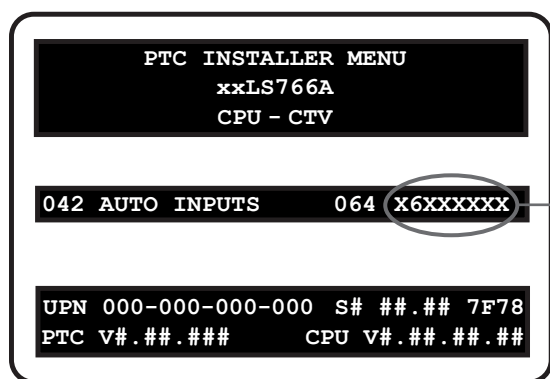 PTC INSTALLER MENU
xxLS766A
CPU – CTV
042 AUTO INPUTS 064 X6XXXXXX
UPN 000-000-000-000 S# ##.## 7F78
PTC V#.##.### CPU V#.##.##.##